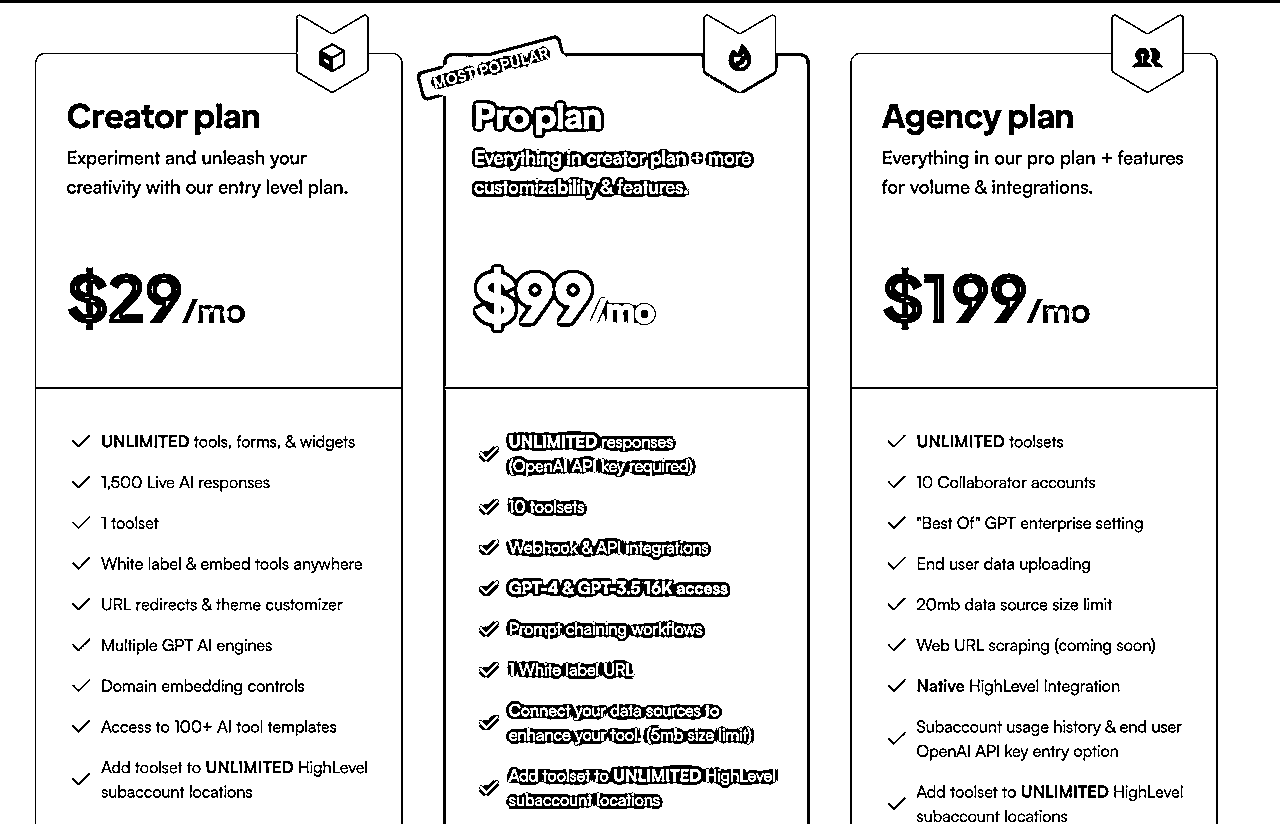 Creator plan
Experiment and unleash your
creativity with our entry level plan.
$29/mo
UNLIMITED tools, forms, & widgets
1,500 Live AI responses
1 toolset
White label & embed tools anywhere
URL redirects & theme customizer
Multiple GPT AI engines
Domain embedding controls
Access to 100+ AI tool templates
Add toolset to UNLIMITED HighLevel
subaccount locations
MOST POPULAR
Pro plan
Everything in creator plan + more
customizability & features.
$99/mo
UNLIMITED responses
(OpenAI API key required)
10 toolsets
Webhook & API integrations
GPT-4 & GPT-3.5 16K access
Prompt chaining workflows
1 White label URL
Connect your data sources to
enhance your tool. (5mb size limit)
Add toolset to UNLIMITED HighLevel
subaccount locations
Agency plan
Everything in our pro plan + features
for volume & integrations.
$199/mo
UNLIMITED toolsets
10 Collaborator accounts
"Best Of" GPT enterprise setting
End user data uploading
20mb data source size limit
Web URL scraping (coming soon)
Native HighLevel Integration
Subaccount usage history & end user
OpenAI API key entry option
Add toolset to UNLIMITED HighLevel
subaccount locations